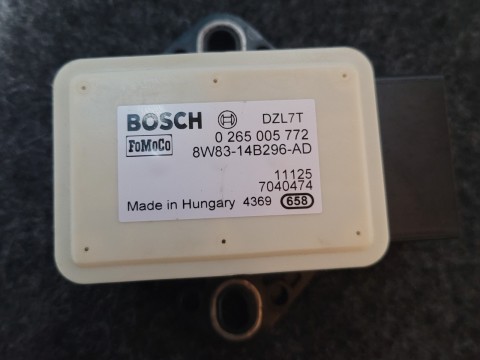 BOSCH DZL7T
FoMoCo 0 265 005 772
8W83-14B296-AD
11125
7040474
Made in Hungary 4369 658